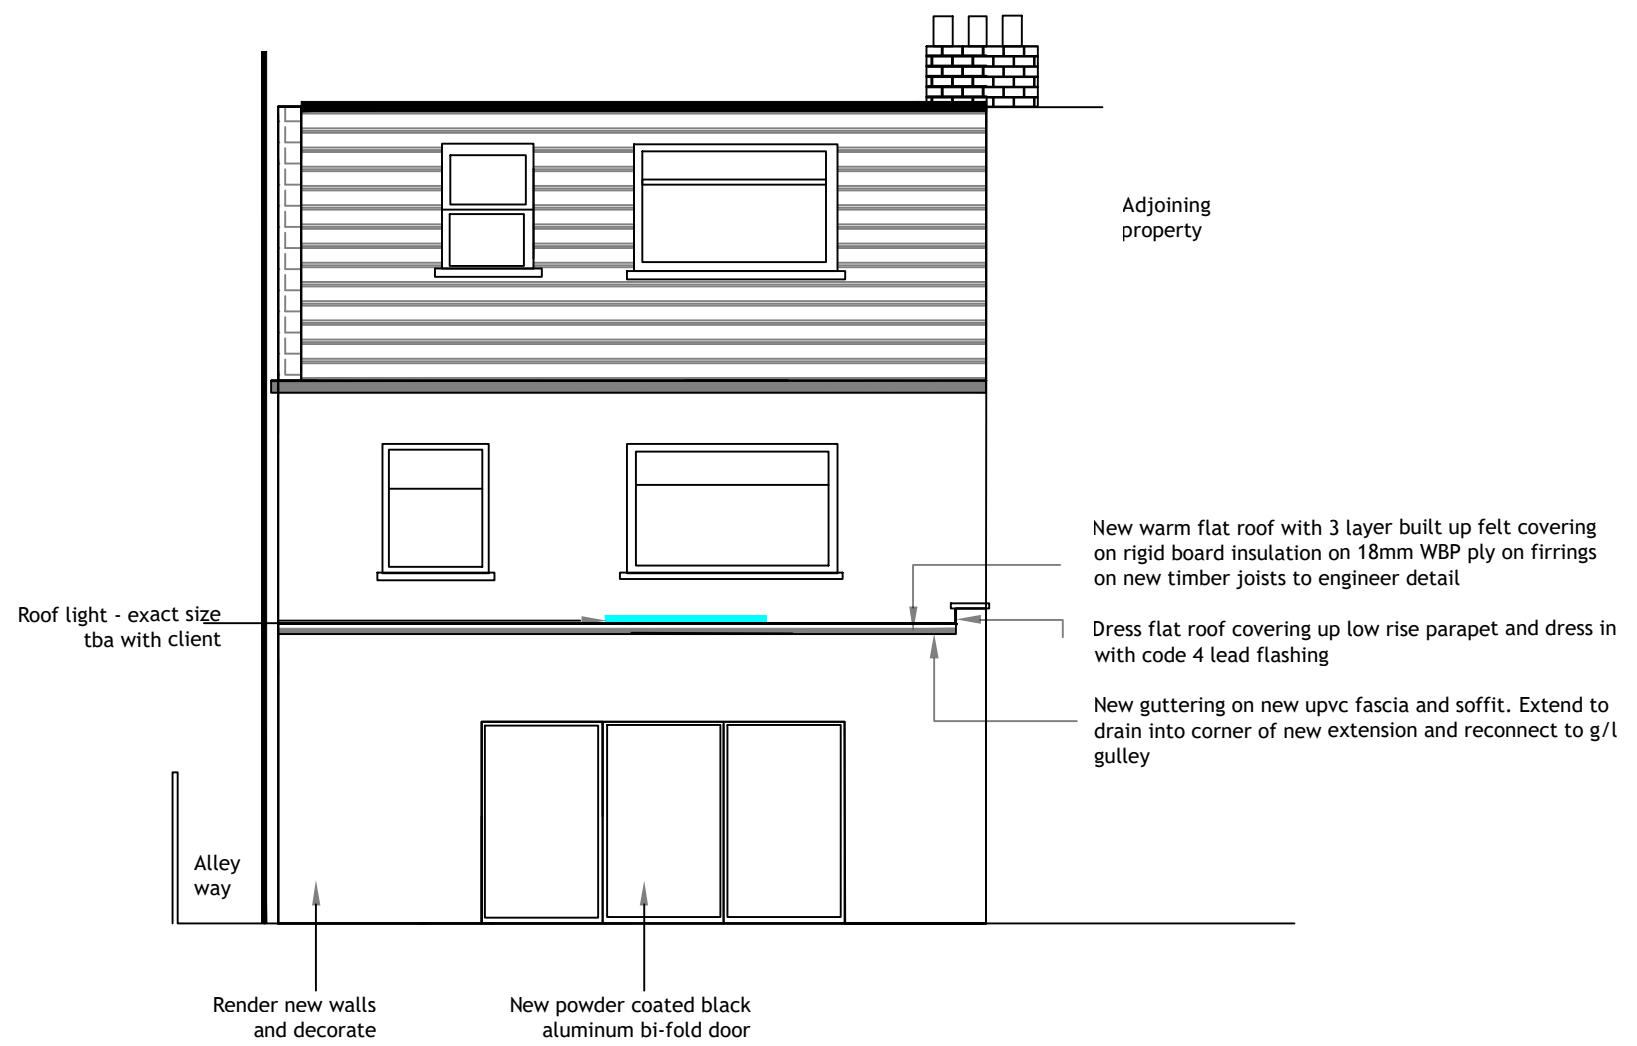 Adjoining
property
New warm flat roof with 3 layer built up felt covering
on rigid board insulation on 18mm WBP ply on firrings
on new timber joists to engineer detail
Roof light - exact size
tba with client
Dress flat roof covering up low rise parapet and dress in
with code 4 lead flashing
New guttering on new upvc fascia and soffit. Extend to
drain into corner of new extension and reconnect to g/l
gulley
Alley
way
Render new walls
and decorate
New powder coated black
aluminum bi-fold door